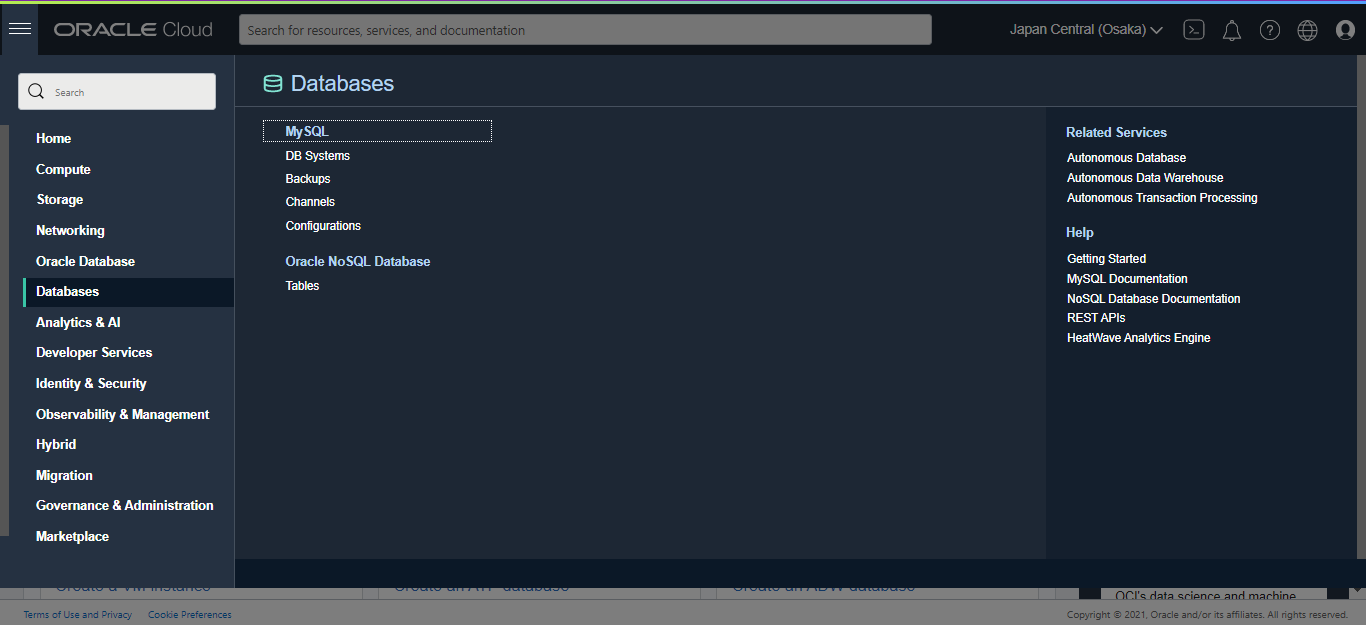 ORACLE Cloud
Search for resources, services, and documentation
Japan Central (Osaka)
Search
Home
Compute
Storage
Networking
Oracle Database
Databases
Analytics & AI
Developer Services
Identity & Security
Observability & Management
Hybrid
Migration
Governance & Administration
Marketplace
Databases
MySQL
DB Systems
Backups
Channels
Configurations
Oracle NoSQL Database
Tables
Related Services
Autonomous Database
Autonomous Data Warehouse
Autonomous Transaction Processing
Help
Getting Started
MySQL Documentation
NoSQL Database Documentation
REST APIs
HeatWave Analytics Engine
Create a VM instance
Create an ATP database
Create an ADW database
OCI's data science and machine
Terms of Use and Privacy
Cookie Preferences
Copyright © 2021, Oracle and/or its affiliates. All rights reserved.